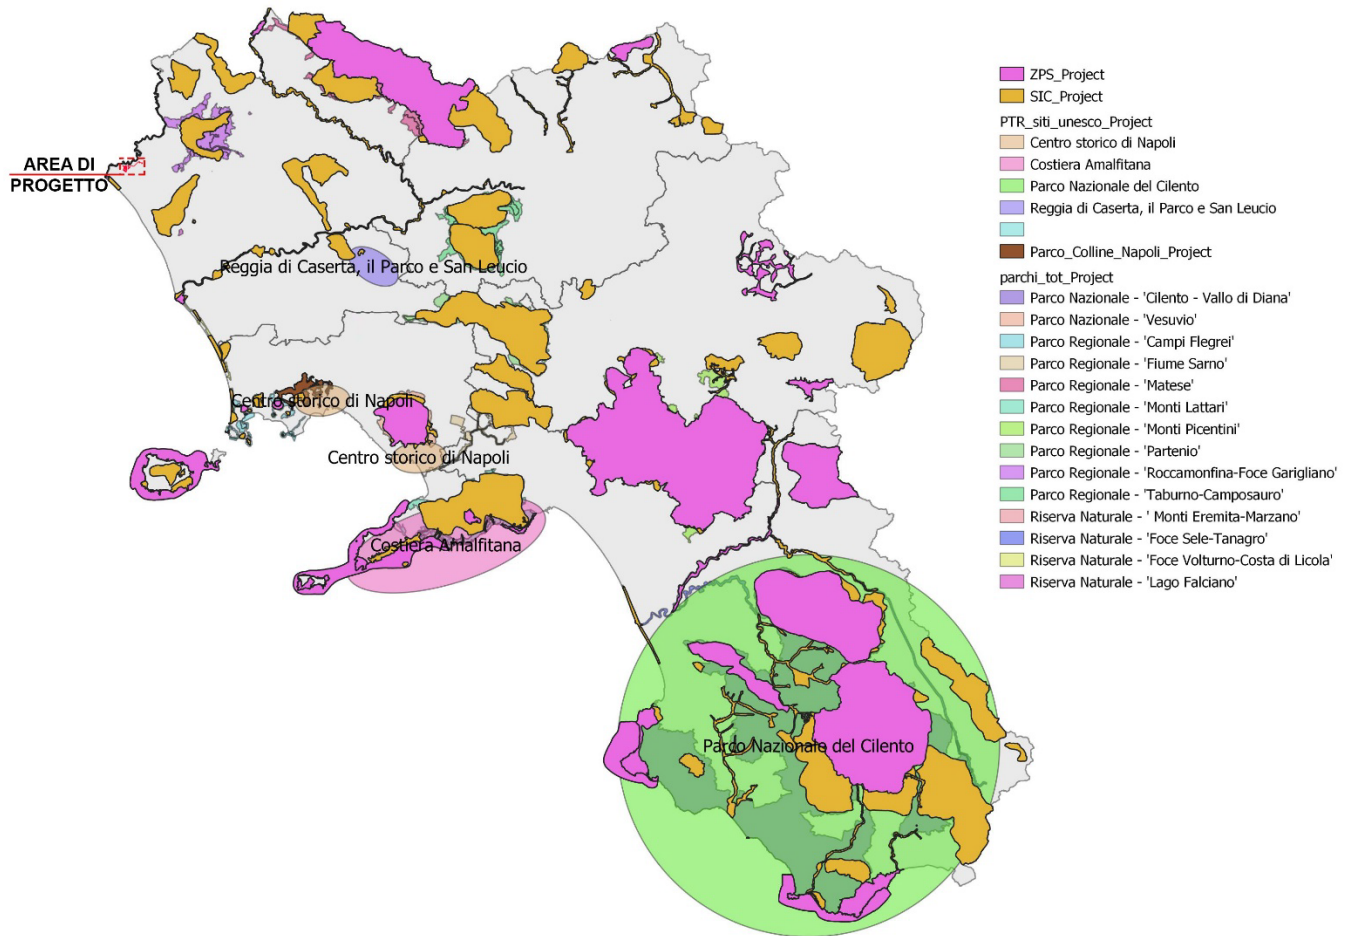 AREA DI
PROGETTO
Reggia di Caserta, il Parco e San Leucio
Centro storico di Napoli
Centro storico di Napoli
Costiera Amalfitana
Parco Nazionale del Cilento
ZPS_Project
SIC_Project
PTR_siti_unesco_Project
Centro storico di Napoli
Costiera Amalfitana
Parco Nazionale del Cilento
Reggia di Caserta, il Parco e San Leucio
Parco_Colline_Napoli_Project
parchi_tot_Project
Parco Nazionale - 'Cilento - Vallo di Diana'
Parco Nazionale - 'Vesuvio'
Parco Regionale - 'Campi Flegrei'
Parco Regionale - 'Fiume Sarno'
Parco Regionale - 'Matese'
Parco Regionale - 'Monti Lattari'
Parco Regionale - 'Monti Picentini'
Parco Regionale - 'Partenio'
Parco Regionale - 'Roccamonfina-Foce Garigliano'
Parco Regionale - 'Taburno-Camposauro'
Riserva Naturale - ' Monti Eremita-Marzano'
Riserva Naturale - 'Foce Sele-Tanagro'
Riserva Naturale - 'Foce Volturno-Costa di Licola'
Riserva Naturale - 'Lago Falciano'